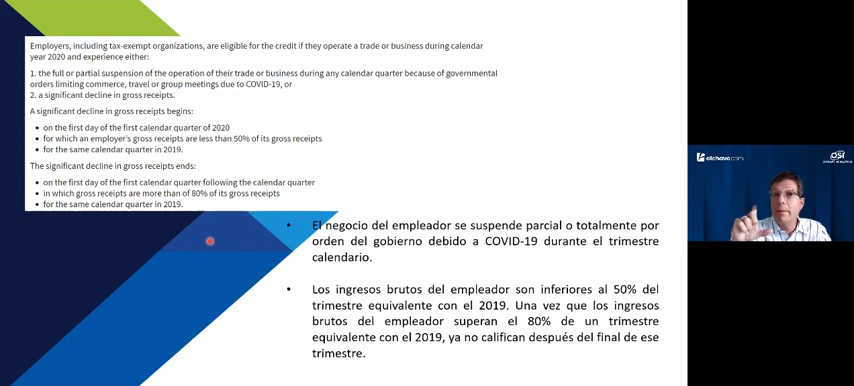 Employers, including tax-exempt organizations, are eligible for the credit if they operate a trade or business during calendar
year 2020 and experience either:
1. the full or partial suspension of the operation of their trade or business during any calendar quarter because of governmental
orders limiting commerce, travel or group meetings due to COVID-19, or
2. a significant decline in gross receipts.
A significant decline in gross receipts begins:
• on the first day of the first calendar quarter of 2020
• for which an employer's gross receipts are less than 50% of its gross receipts
• for the same calendar quarter in 2019.
The significant decline in gross receipts ends:
• on the first day of the first calendar quarter following the calendar quarter
• in which gross receipts are more than of 80% of its gross receipts
• for the same calendar quarter in 2019.
• El negocio del empleador se suspende parcial o totalmente por
orden del gobierno debido a COVID-19 durante el trimestre
calendario.
• Los ingresos brutos del empleador son inferiores al 50% del
trimestre equivalente con el 2019. Una vez que los ingresos
brutos del empleador superan el 80% de un trimestre
equivalente con el 2019, ya no califican después del final de ese
trimestre.
elchavo.com
OSI